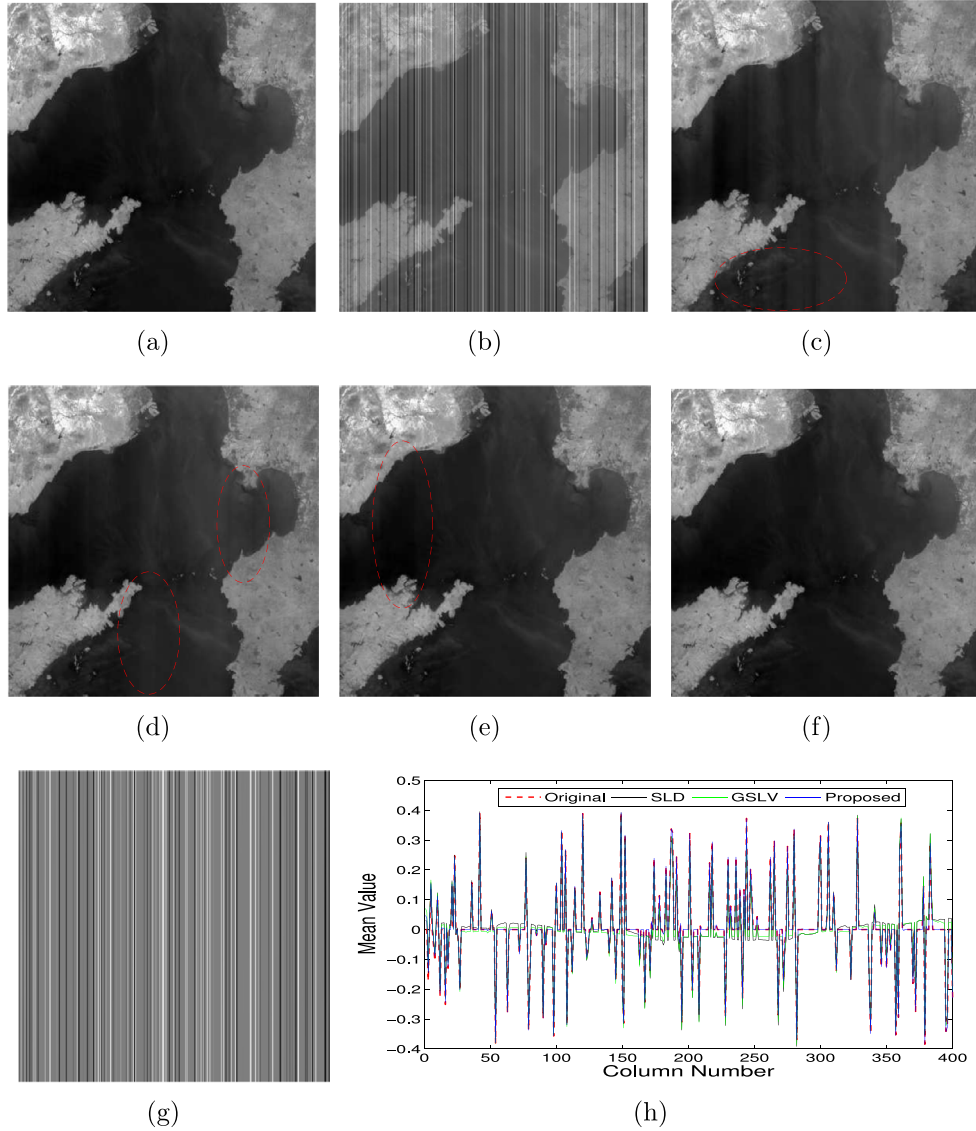 (a) (b) (c)
(d) (e) (f)
0.5
Original SLD GSLV Proposed
0.4
0.3
0.2
0.1
0
−0.1
−0.2
−0.3
−0.4
Mean Value
0 50 100 150 200 250 300 350 400
Column Number
(g) (h)